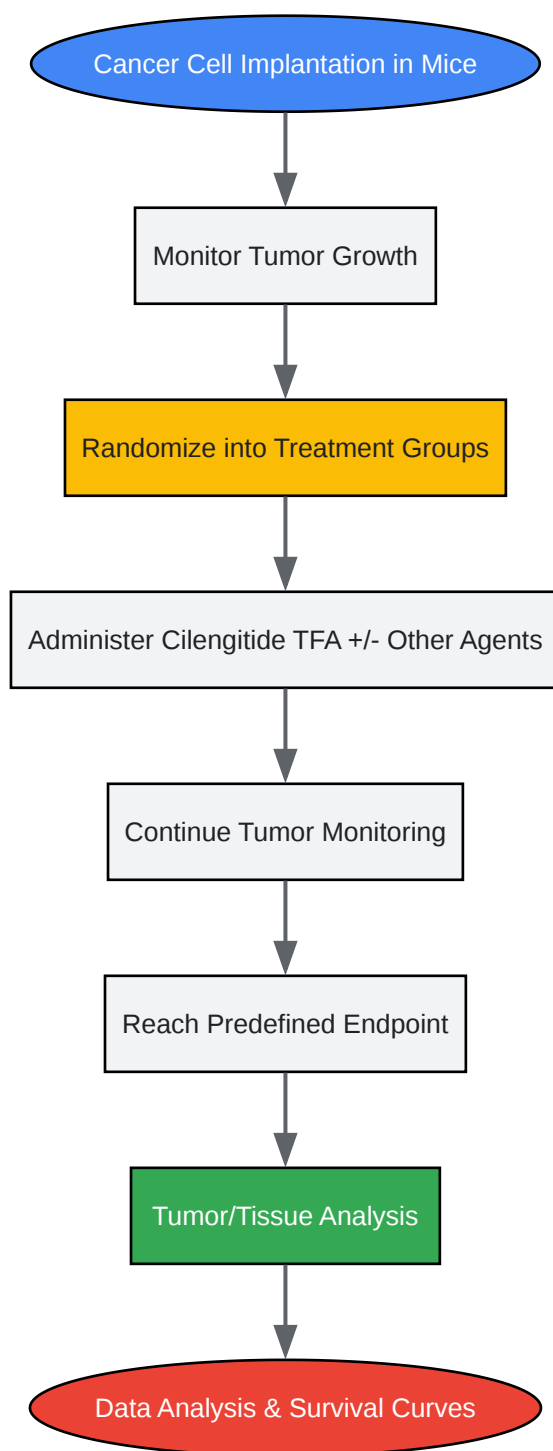 Cancer Cell Implantation in Mice
Monitor Tumor Growth
Randomize into Treatment Groups
Administer Cilengitide TFA +/- Other Agents
Continue Tumor Monitoring
Reach Predefined Endpoint
Tumor/Tissue Analysis
Data Analysis & Survival Curves